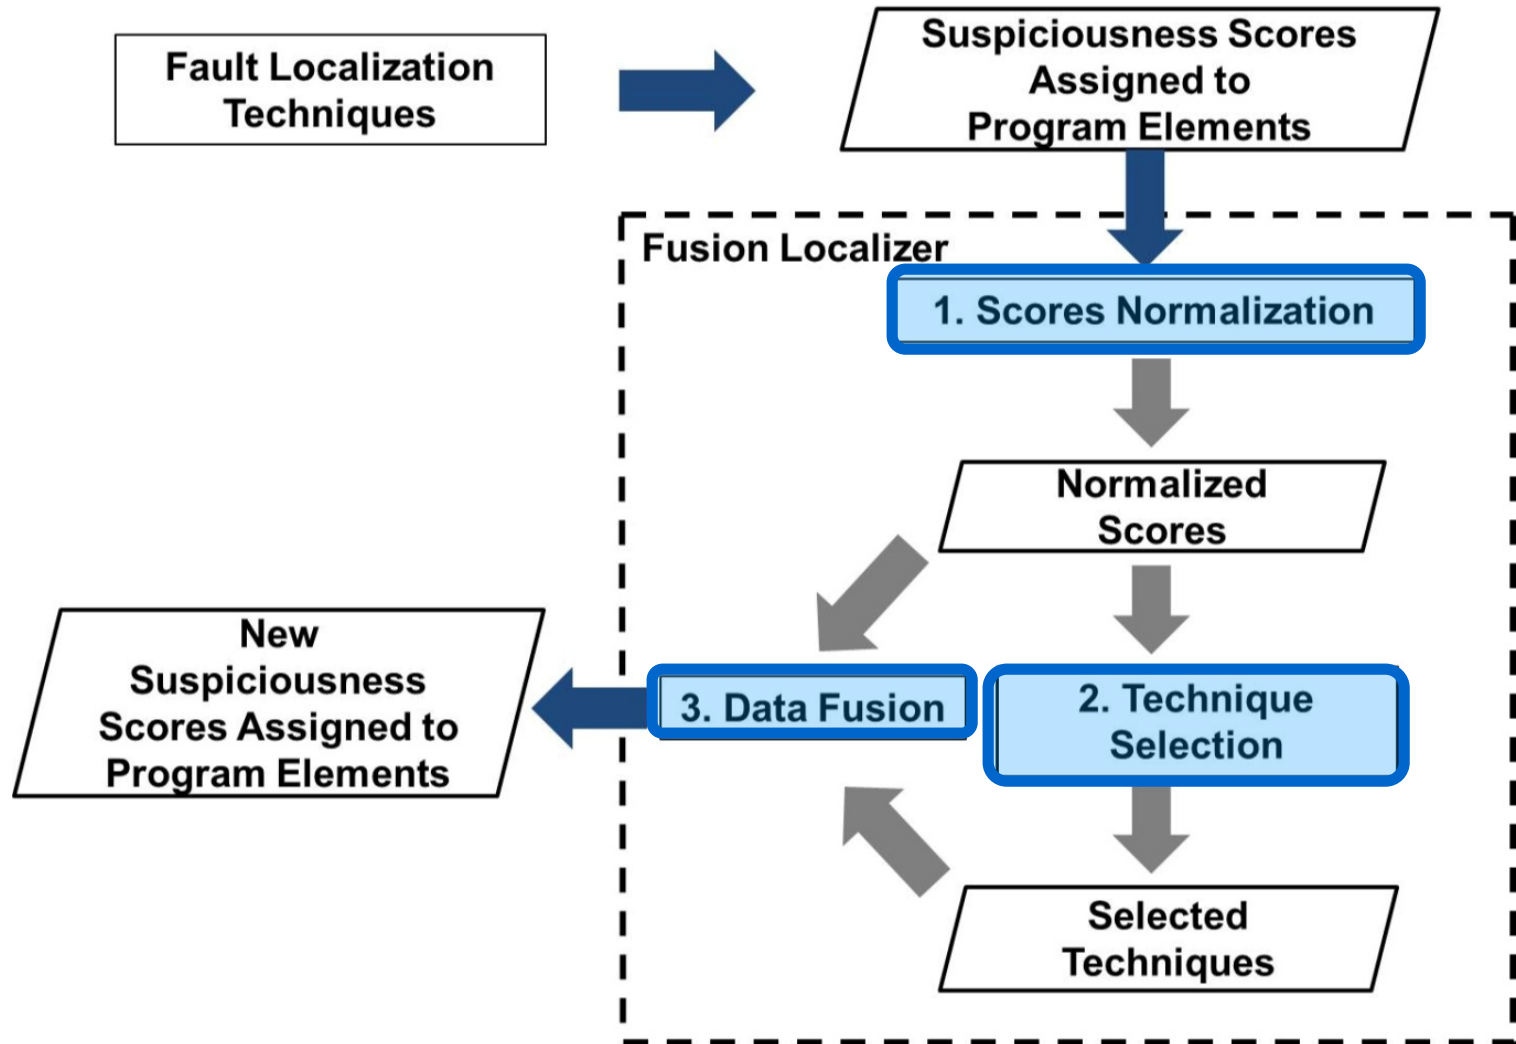 Fault Localization
Techniques
Suspiciousness Scores
Assigned to
Program Elements
Fusion Localizer
1. Scores Normalization
Normalized
Scores
2. Technique
Selection
Selected
Techniques
3. Data Fusion
New
Suspiciousness
Scores Assigned to
Program Elements